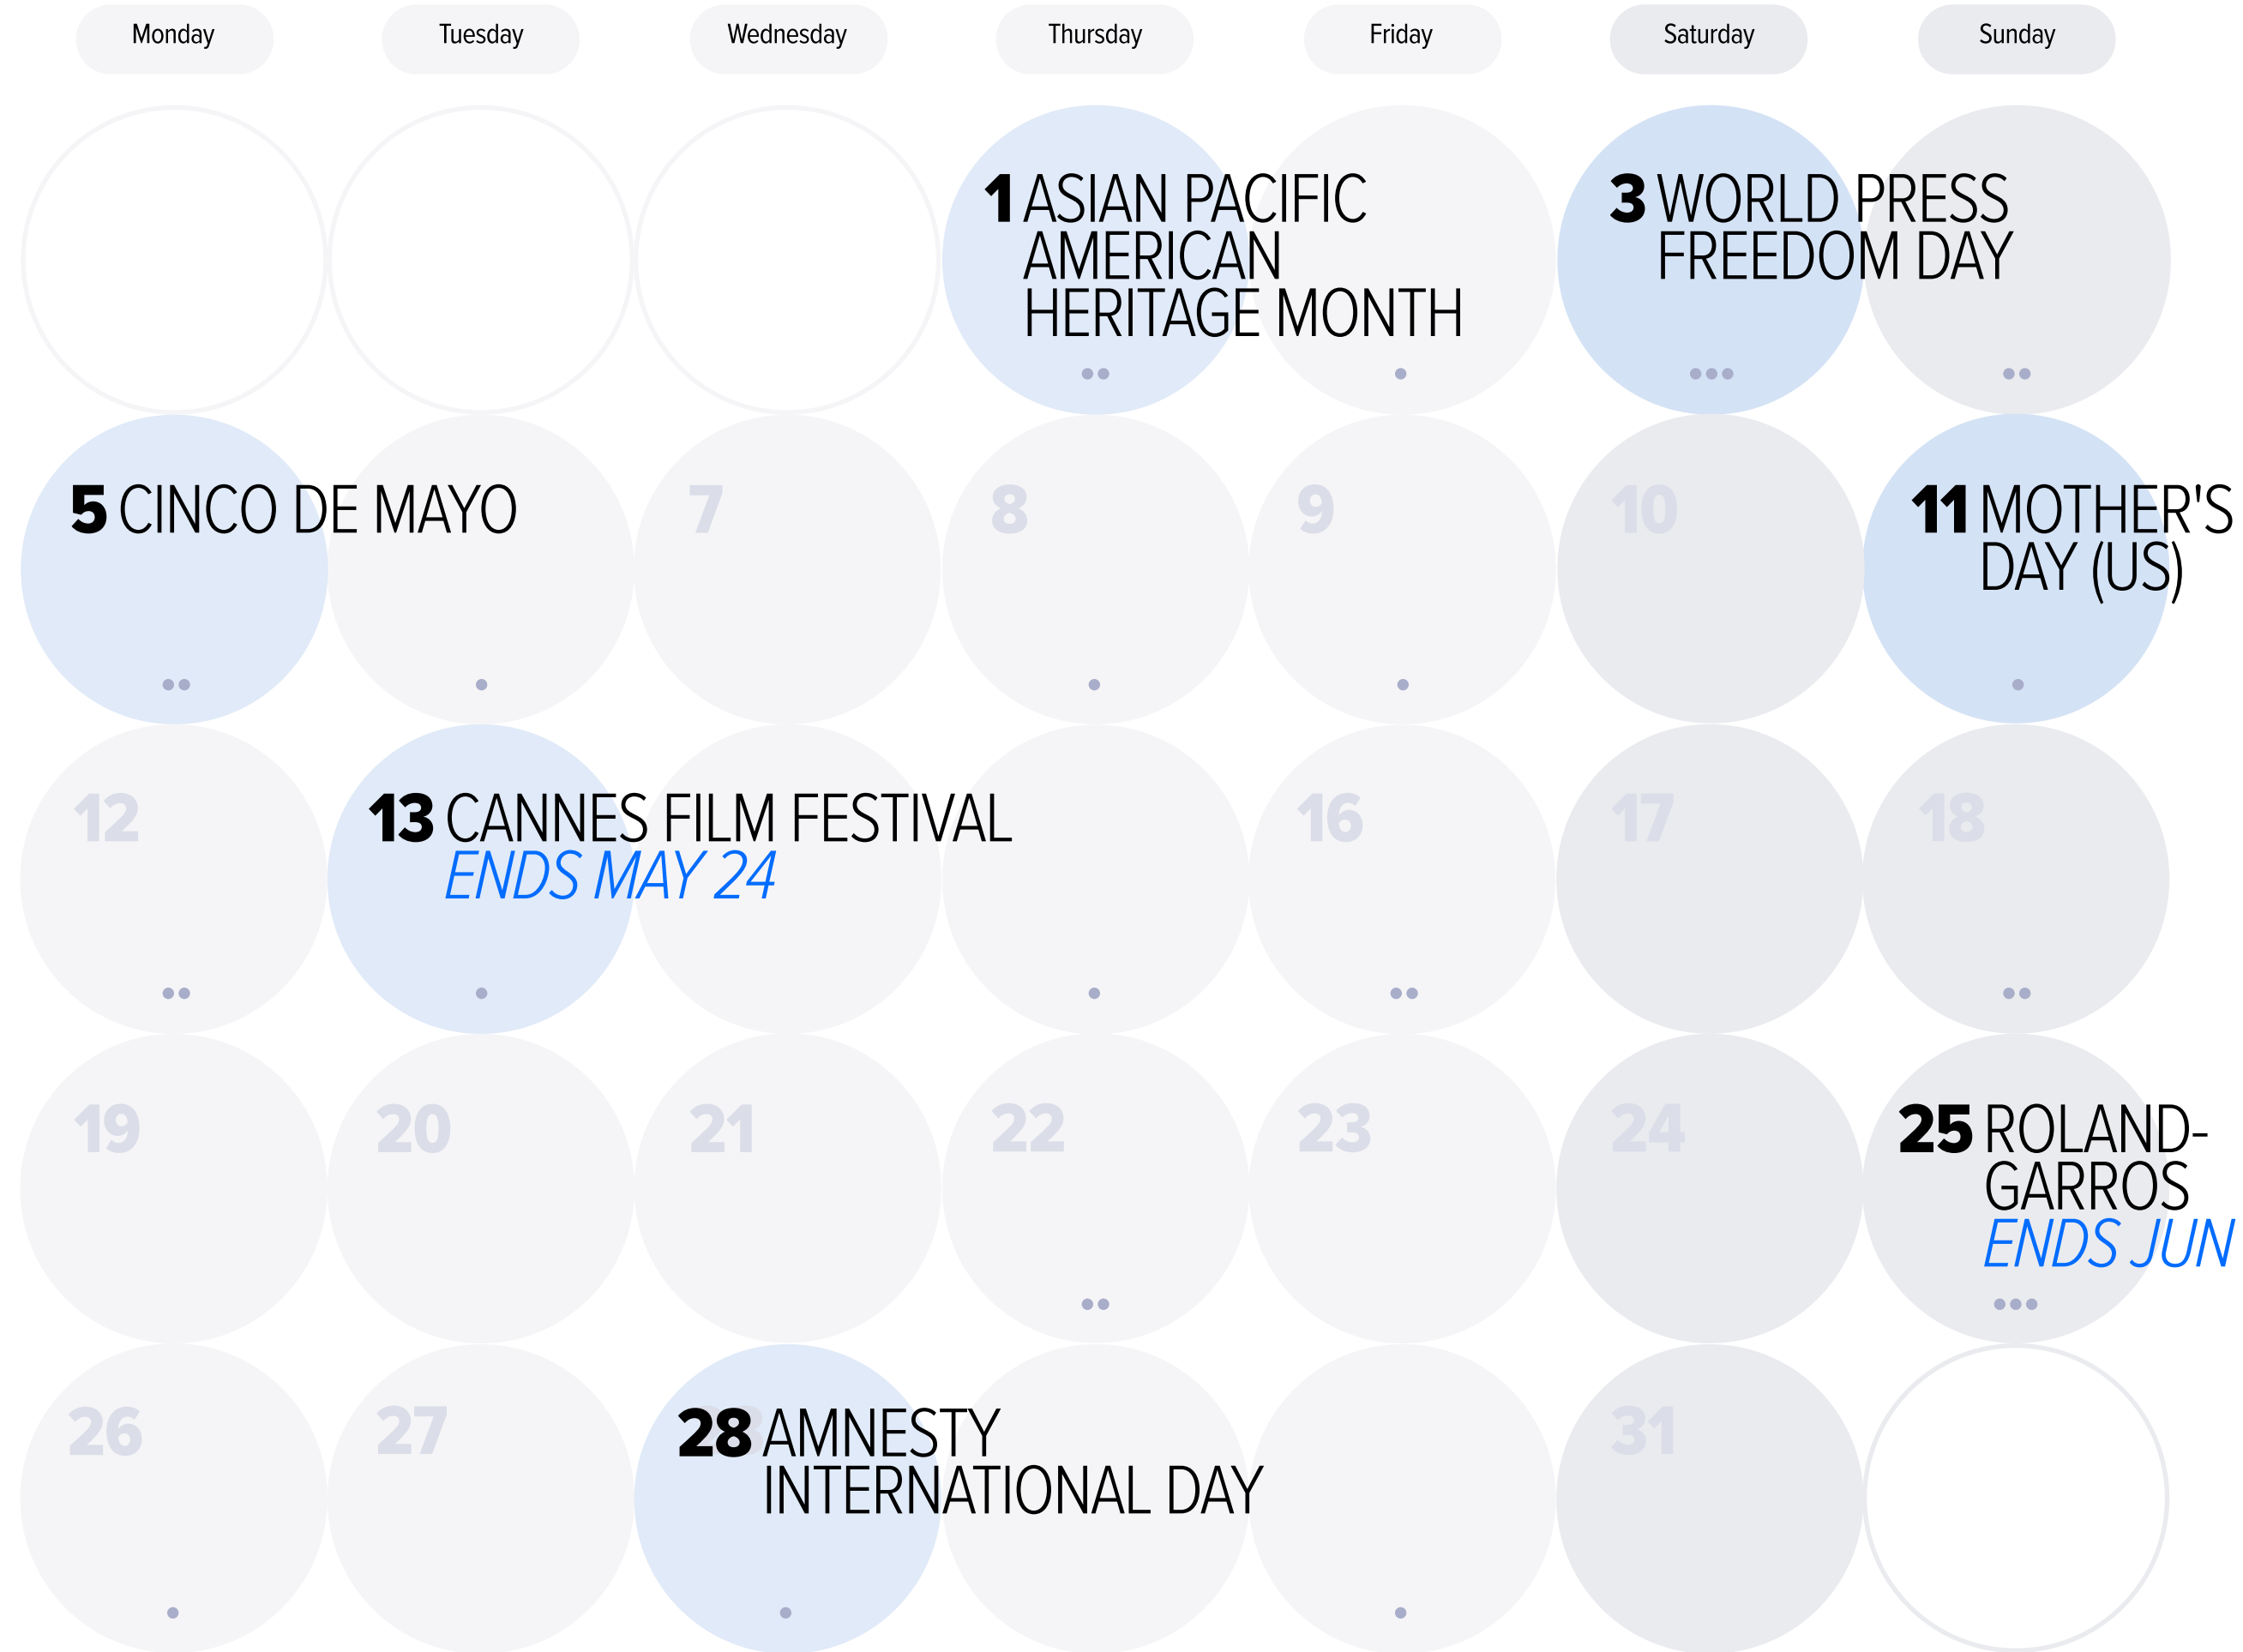 Monday
Tuesday
Wednesday
Thursday
Friday
Saturday
Sunday
1 ASIAN PACIFIC
AMERICAN
HERITAGE MONTH
3 WORLD PRESS
FREEDOM DAY
5 CINCO DE MAYO
7
8
9
10
11 MOTHER'S
DAY (US)
12
13 CANNES FILM FESTIVAL
ENDS MAY 24
16
17
18
19
20
21
22
23
24
25 ROLAND-
GARROS
ENDS JUN
26
27
28 AMNESTY
INTERNATIONAL DAY
31